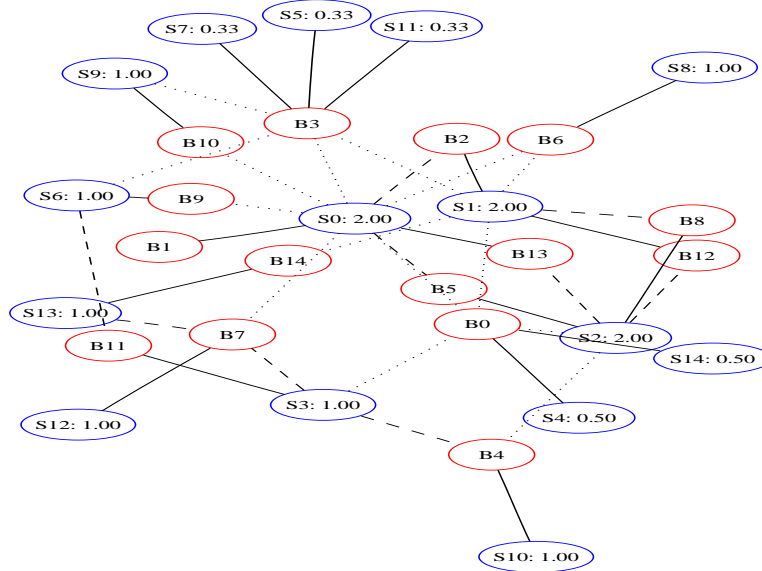 S5: 0.33
S7: 0.33
S11: 0.33
S9: 1.00
S8: 1.00
B3
B10
B2
B6
S6: 1.00
B9
S0: 2.00
S1: 2.00
B8
B1
B14
B13
B12
B5
S13: 1.00
B11
B7
B0
S2: 2.00
S14: 0.50
S3: 1.00
S12: 1.00
S4: 0.50
B4
S10: 1.00